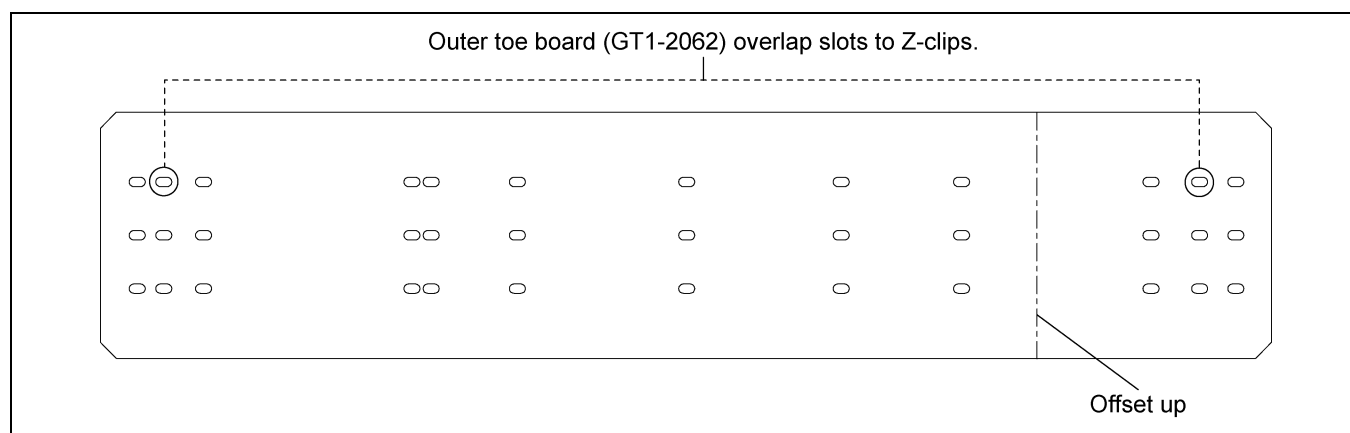 Outer toe board (GT1-2062) overlap slots to Z-clips.
Offset up